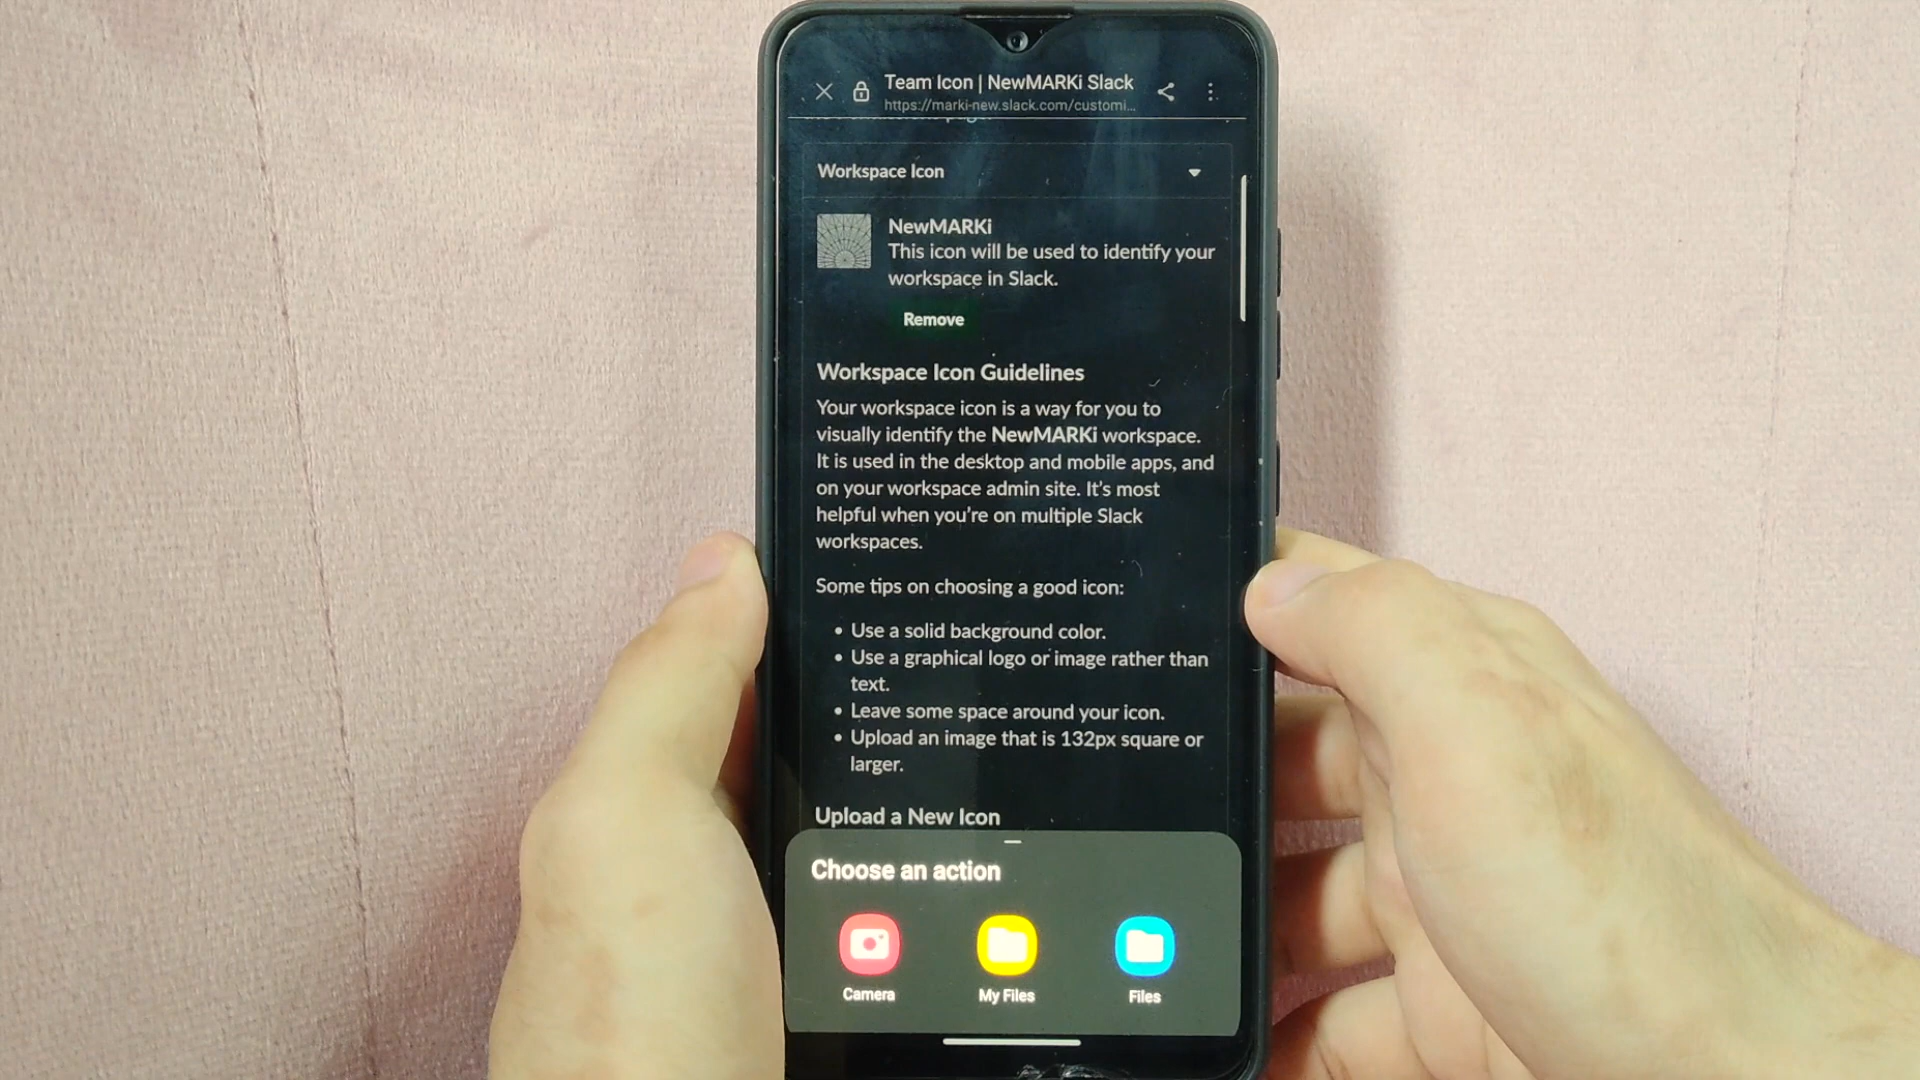 Team Icon | NewMARKi Slack
https://marki-new.slack.com/customi...
Workspace Icon
NewMARKi
This icon will be used to identify your
workspace in Slack.
Remove
Workspace Icon Guidelines
Your workspace icon is a way for you to
visually identify the NewMARKi workspace.
It is used in the desktop and mobile apps, and
on your workspace admin site. It's most
helpful when you're on multiple Slack
workspaces.
Some tips on choosing a good icon:
• Use a solid background color.
• Use a graphical logo or image rather than
text.
• Leave some space around your icon.
• Upload an image that is 132px square or
larger.
Upload a New Icon
Choose an action
Camera
My Files
Files